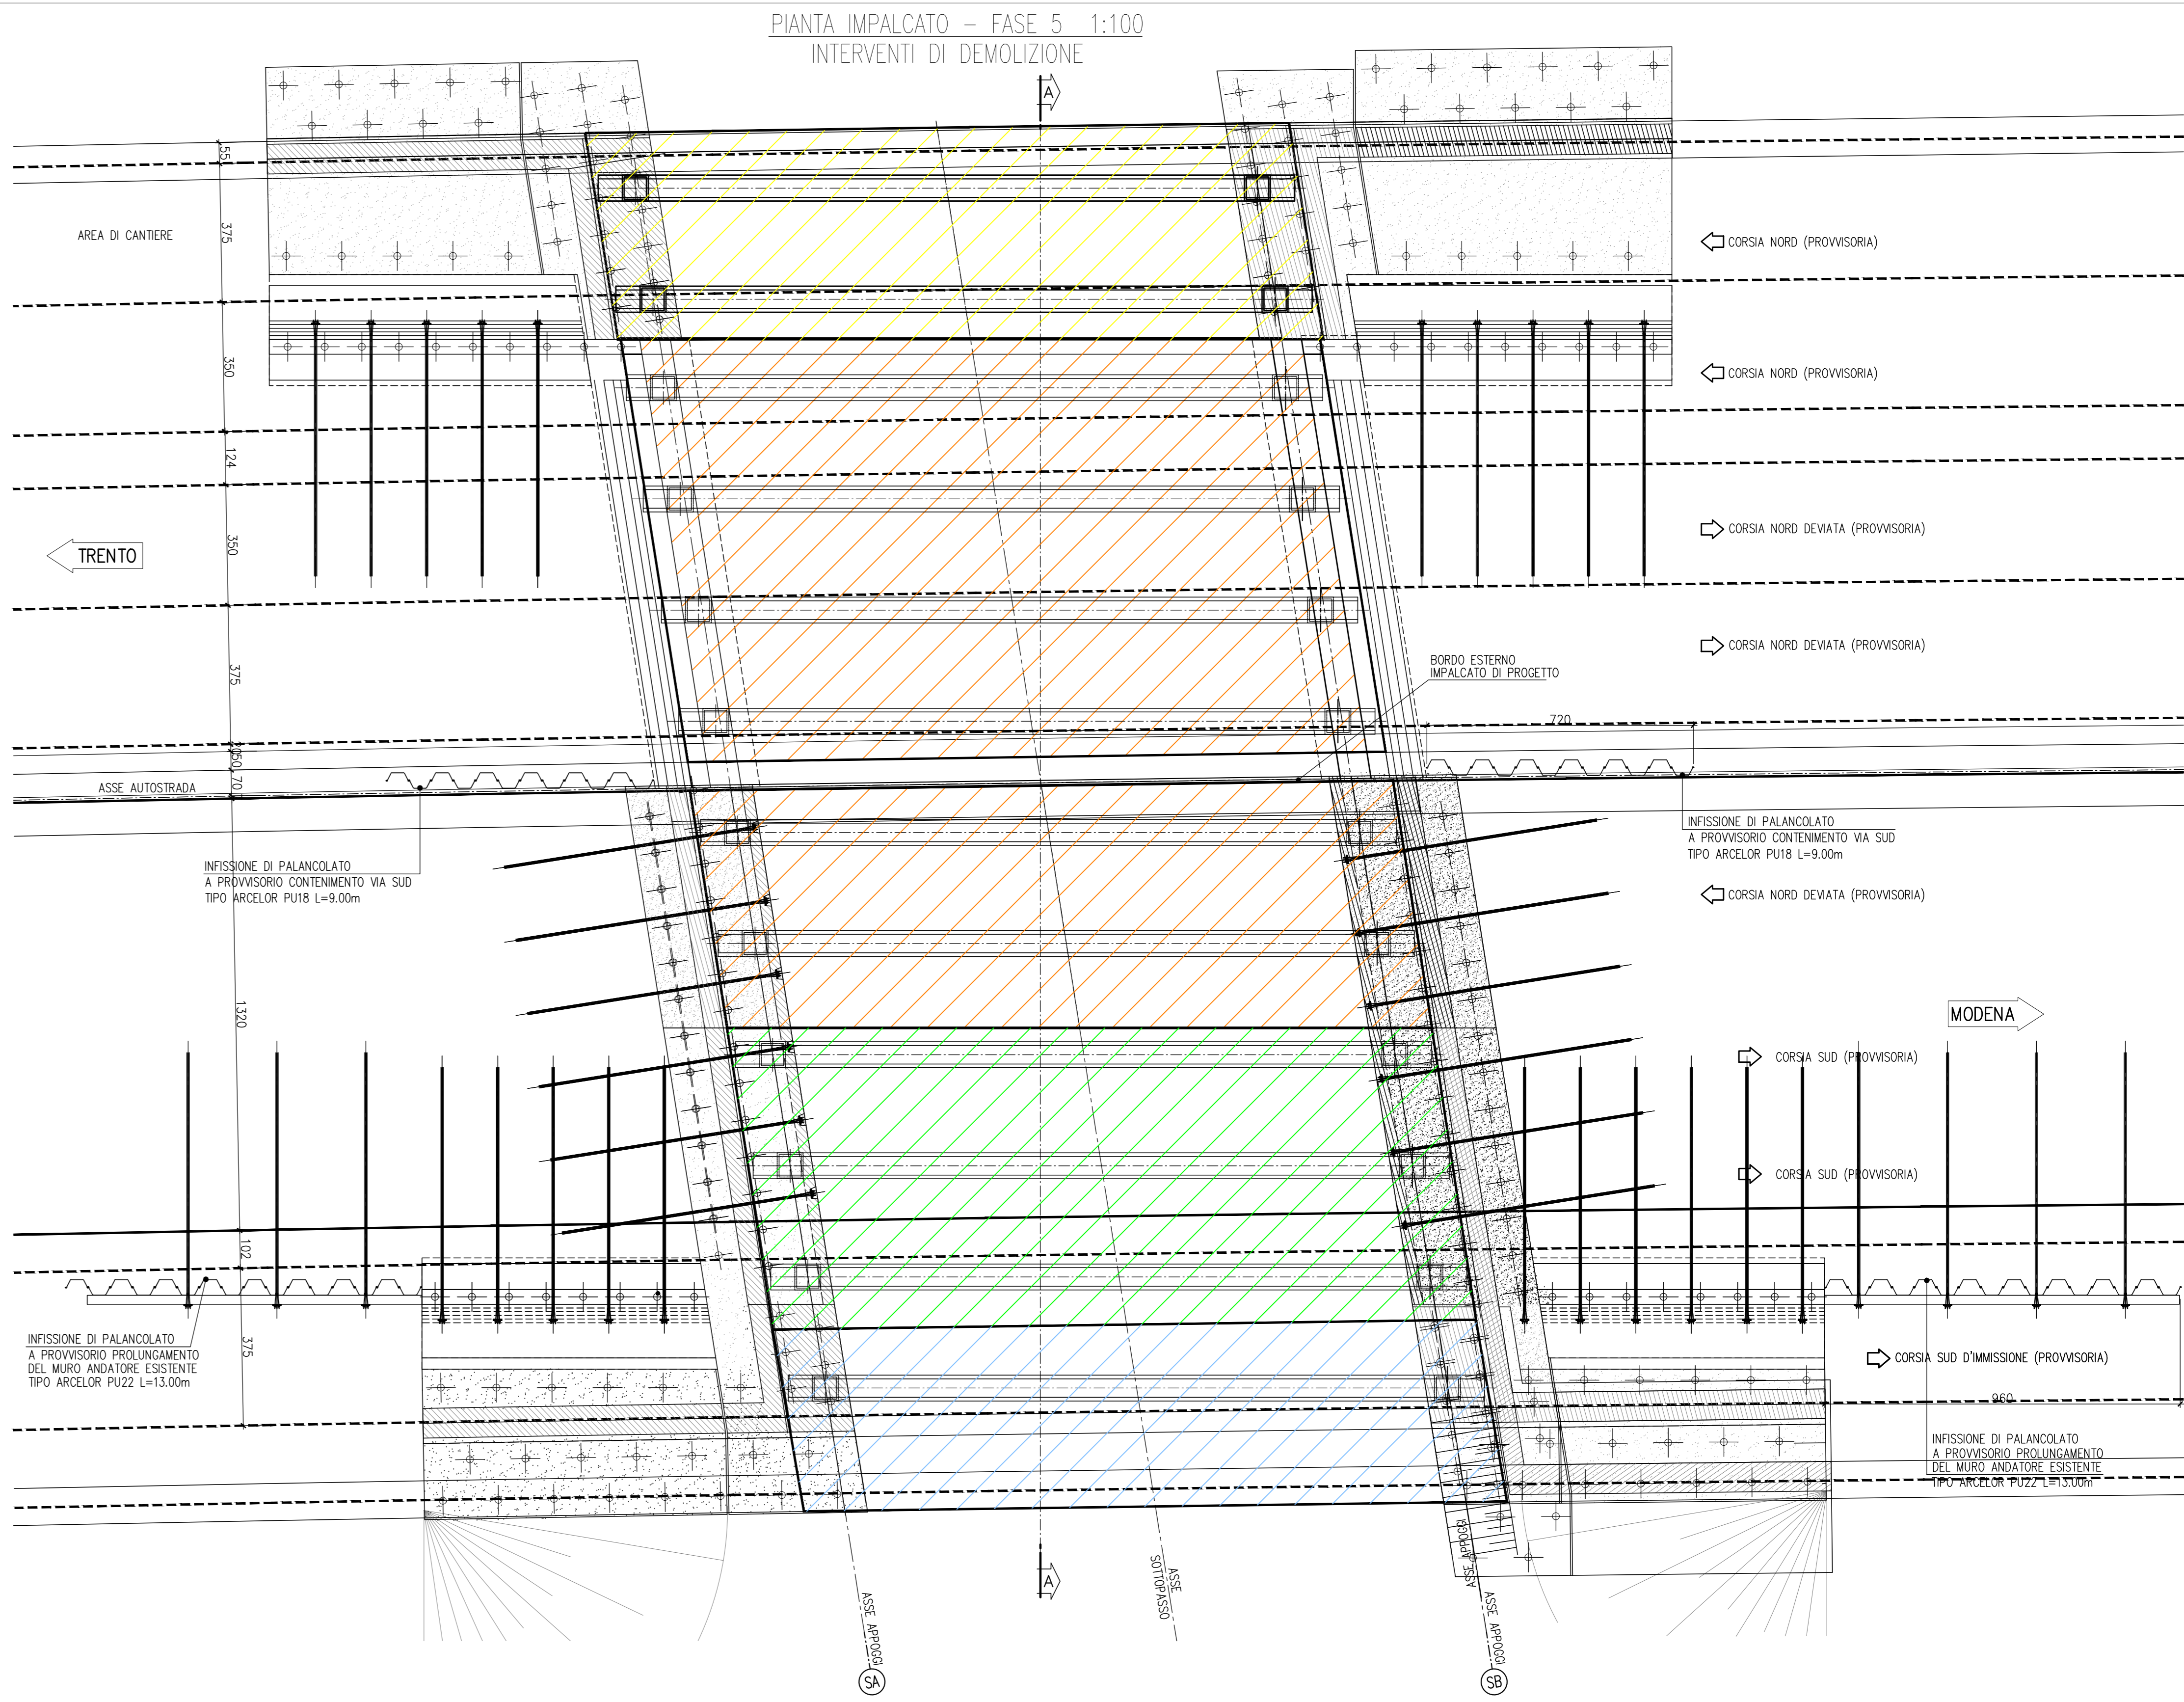 PIANTA IMPALCATO – FASE 5 1:100
INTERVENTI DI DEMOLIZIONE
A
55
375
AREA DI CANTIERE
CORSIA NORD (PROVVISORIA)
350
CORSIA NORD (PROVVISORIA)
124
350
CORSIA NORD DEVIATA (PROVVISORIA)
TRENTO
CORSIA NORD DEVIATA (PROVVISORIA)
375
BORDO ESTERNO
IMPALCATO DI PROGETTO
720
20
50
70
ASSE AUTOSTRADA
INFISSIONE DI PALANCOLATO
A PROVVISORIO CONTENIMENTO VIA SUD
TIPO ARCELOR PU18 L=9.00m
INFISSIONE DI PALANCOLATO
A PROVVISORIO CONTENIMENTO VIA SUD
TIPO ARCELOR PU18 L=9.00m
CORSIA NORD DEVIATA (PROVVISORIA)
1320
MODENA
CORSIA SUD (PROVVISORIA)
CORSIA SUD (PROVVISORIA)
102
375
INFISSIONE DI PALANCOLATO
A PROVVISORIO PROLUNGAMENTO
DEL MURO ANDATORE ESISTENTE
TIPO ARCELOR PU22 L=13.00m
CORSIA SUD D'IMMISSIONE (PROVVISORIA)
960
INFISSIONE DI PALANCOLATO
A PROVVISORIO PROLUNGAMENTO
DEL MURO ANDATORE ESISTENTE
TIPO ARCELOR PU22 L=13.00m
A
ASSE APPOGGI
ASSE
SOTTOPASSO
ASSE APPOGGI
ASSE APPOGGI
SA
SB